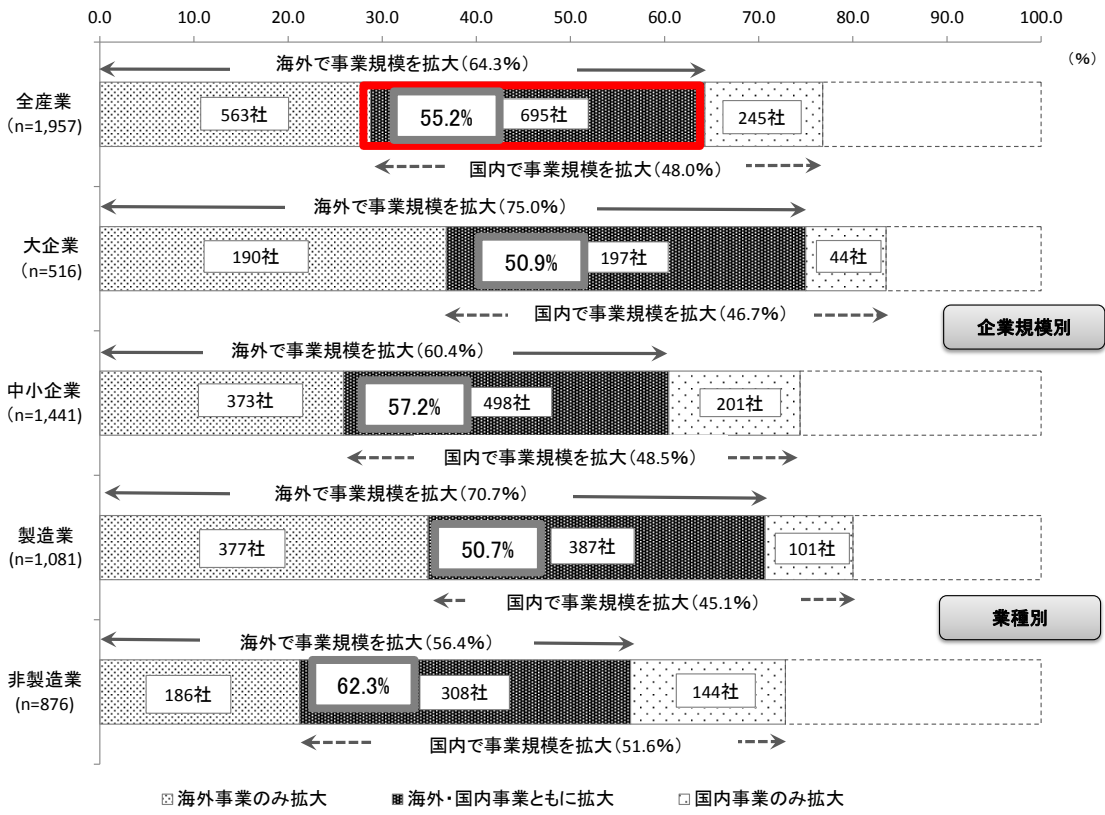 0.0 10.0 20.0 30.0 40.0 50.0 60.0 70.0 80.0 90.0 100.0
(%)
海外で事業規模を拡大(64.3%)
全産業
(n=1,957)
563社 55.2% 695社 245社
国内で事業規模を拡大(48.0%)
海外で事業規模を拡大(75.0%)
大企業
(n=516)
190社 50.9% 197社 44社
国内で事業規模を拡大(46.7%)
企業規模別
海外で事業規模を拡大(60.4%)
中小企業
(n=1,441)
373社 57.2% 498社 201社
国内で事業規模を拡大(48.5%)
海外で事業規模を拡大(70.7%)
製造業
(n=1,081)
377社 50.7% 387社 101社
国内で事業規模を拡大(45.1%)
業種別
海外で事業規模を拡大(56.4%)
非製造業
(n=876)
186社 62.3% 308社 144社
国内で事業規模を拡大(51.6%)
海外事業のみ拡大 海外・国内事業ともに拡大 国内事業のみ拡大